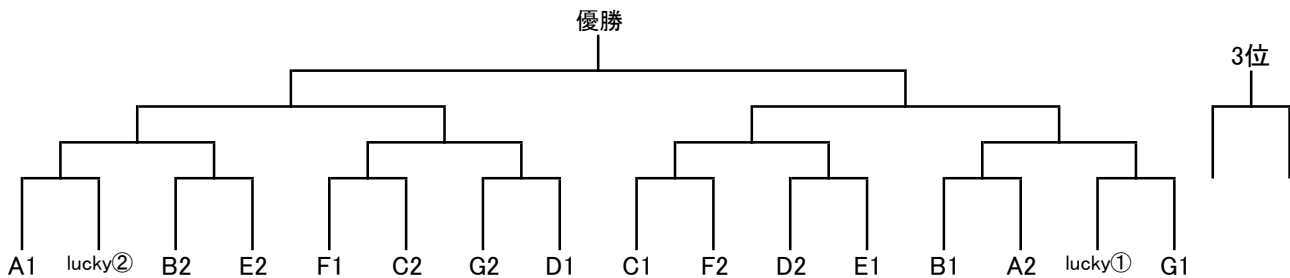 優勝
3位
A1 lucky② B2 E2 F1 C2 G2 D1 C1 F2 D2 E1 B1 A2 lucky① G1